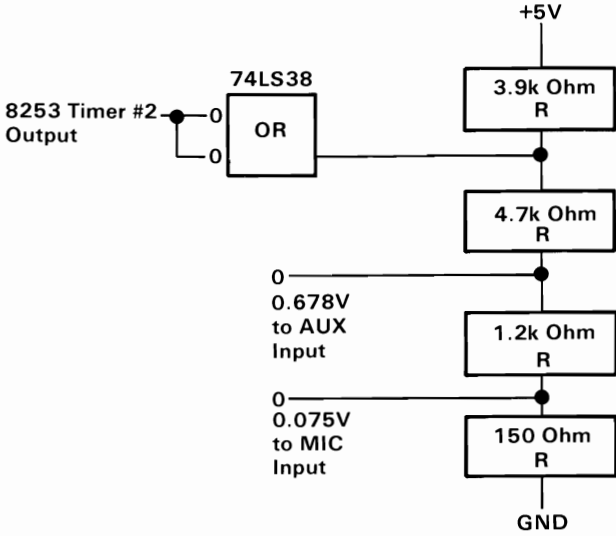 +5V
3.9k Ohm
R
74LS38
8253 Timer #2
Output
0
0
OR
4.7k Ohm
R
0
0.678V
to AUX
Input
1.2k Ohm
R
0
0.075V
to MIC
Input
150 Ohm
R
GND